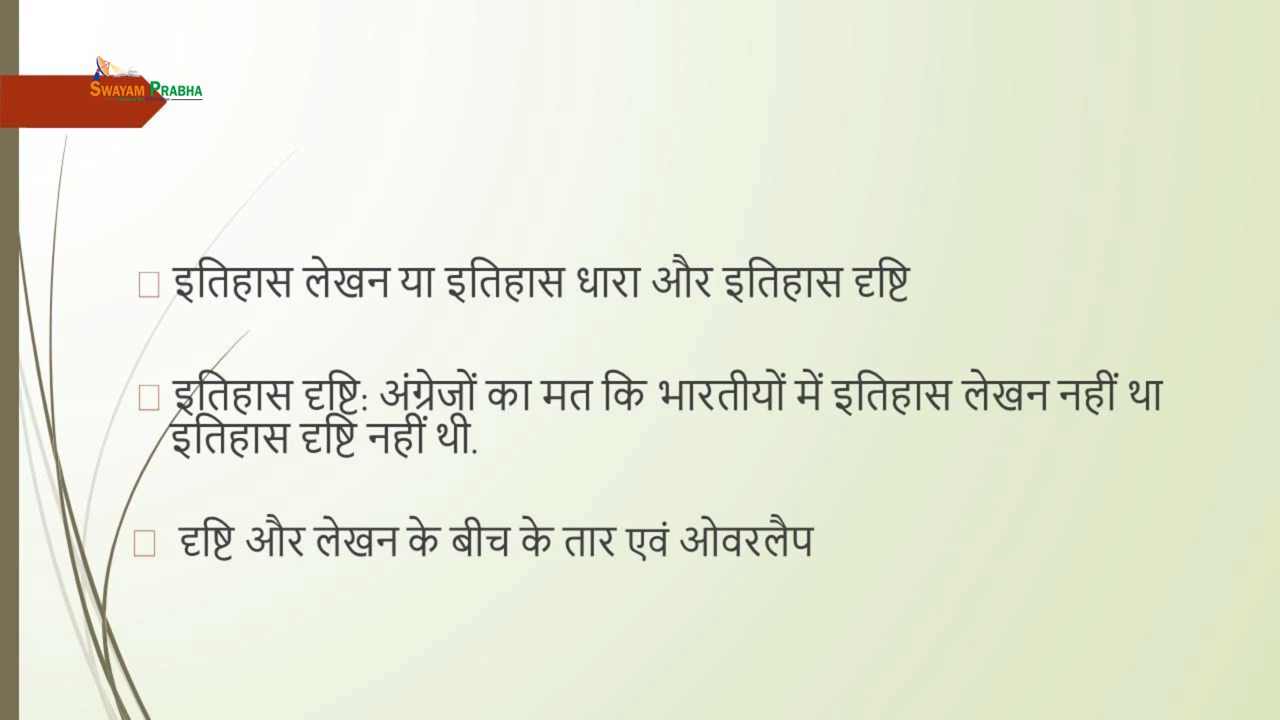 SWAYAM PRABHA
इतिहास लेखन या इतिहास धारा और इतिहास दृष्टि
इतिहास दृष्टि: अंग्रेजों का मत कि भारतीयों में इतिहास लेखन नहीं था
इतिहास दृष्टि नहीं थी.
दृष्टि और लेखन के बीच के तार एवं ओवरलैप